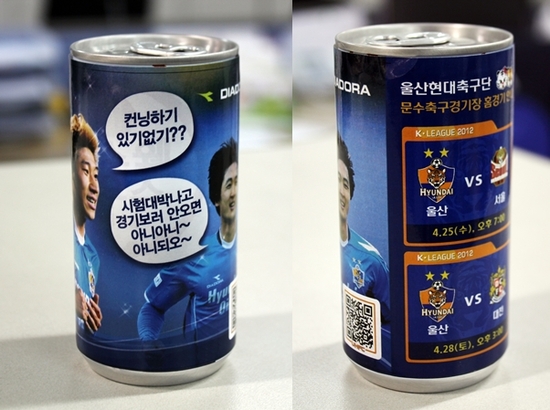 DIADORA
컨닝하기
있기없기??
시험대박나고
경기보러 안오면
아니아니~
아니되오~
ADORA
울산현대축구단
문수축구경기장 홈경기
K-LEAGUE 2012
HYUNDAI
울산
VS
서울
4.25(수), 오후 7:00
K-LEAGUE 2012
HYUNDAI
울산
VS
대전
4.28(토), 오후 3:00